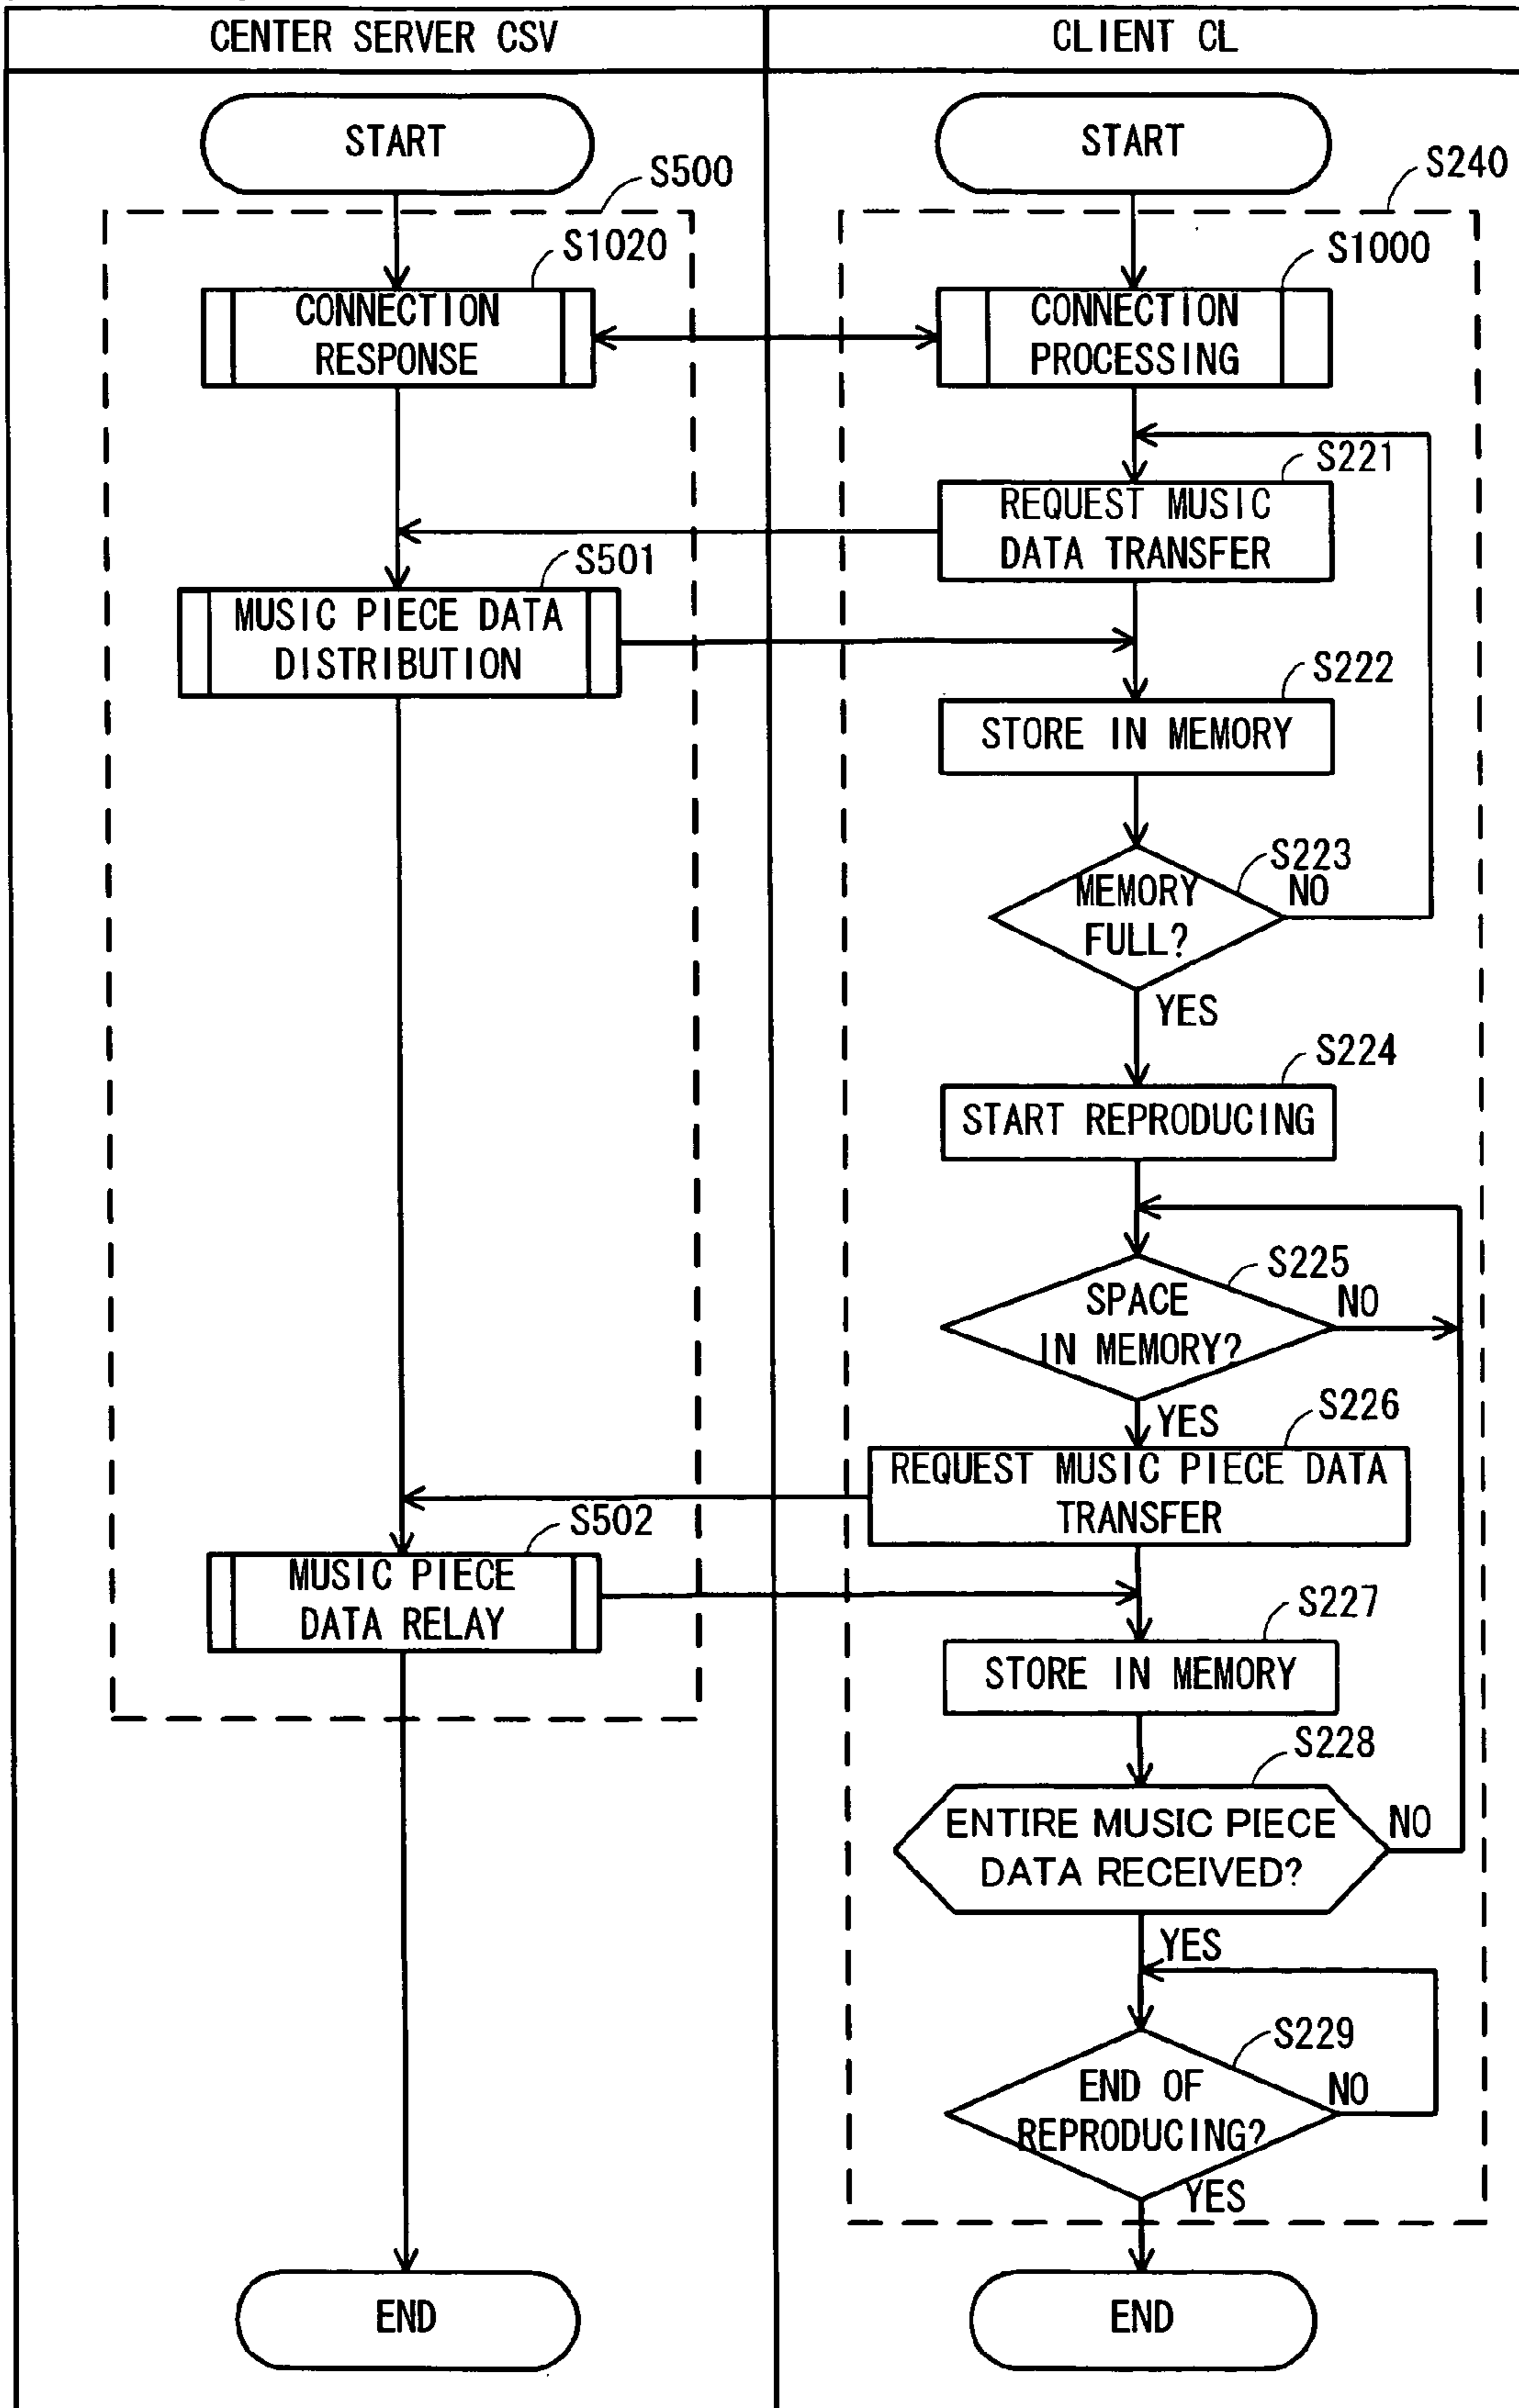 CENTER SERVER CSV
CLIENT CL
START
S500
S1020
CONNECTION
RESPONSE
S501
MUSIC PIECE DATA
DISTRIBUTION
S502
MUSIC PIECE
DATA RELAY
END
START
S240
S1000
CONNECTION
PROCESSING
S221
REQUEST MUSIC
DATA TRANSFER
S222
STORE IN MEMORY
S223
MEMORY
FULL?
NO
YES
S224
START REPRODUCING
S225
SPACE
IN MEMORY?
NO
YES
S226
REQUEST MUSIC PIECE DATA
TRANSFER
S227
STORE IN MEMORY
S228
ENTIRE MUSIC PIECE
DATA RECEIVED?
NO
YES
S229
END OF
REPRODUCING?
NO
YES
END